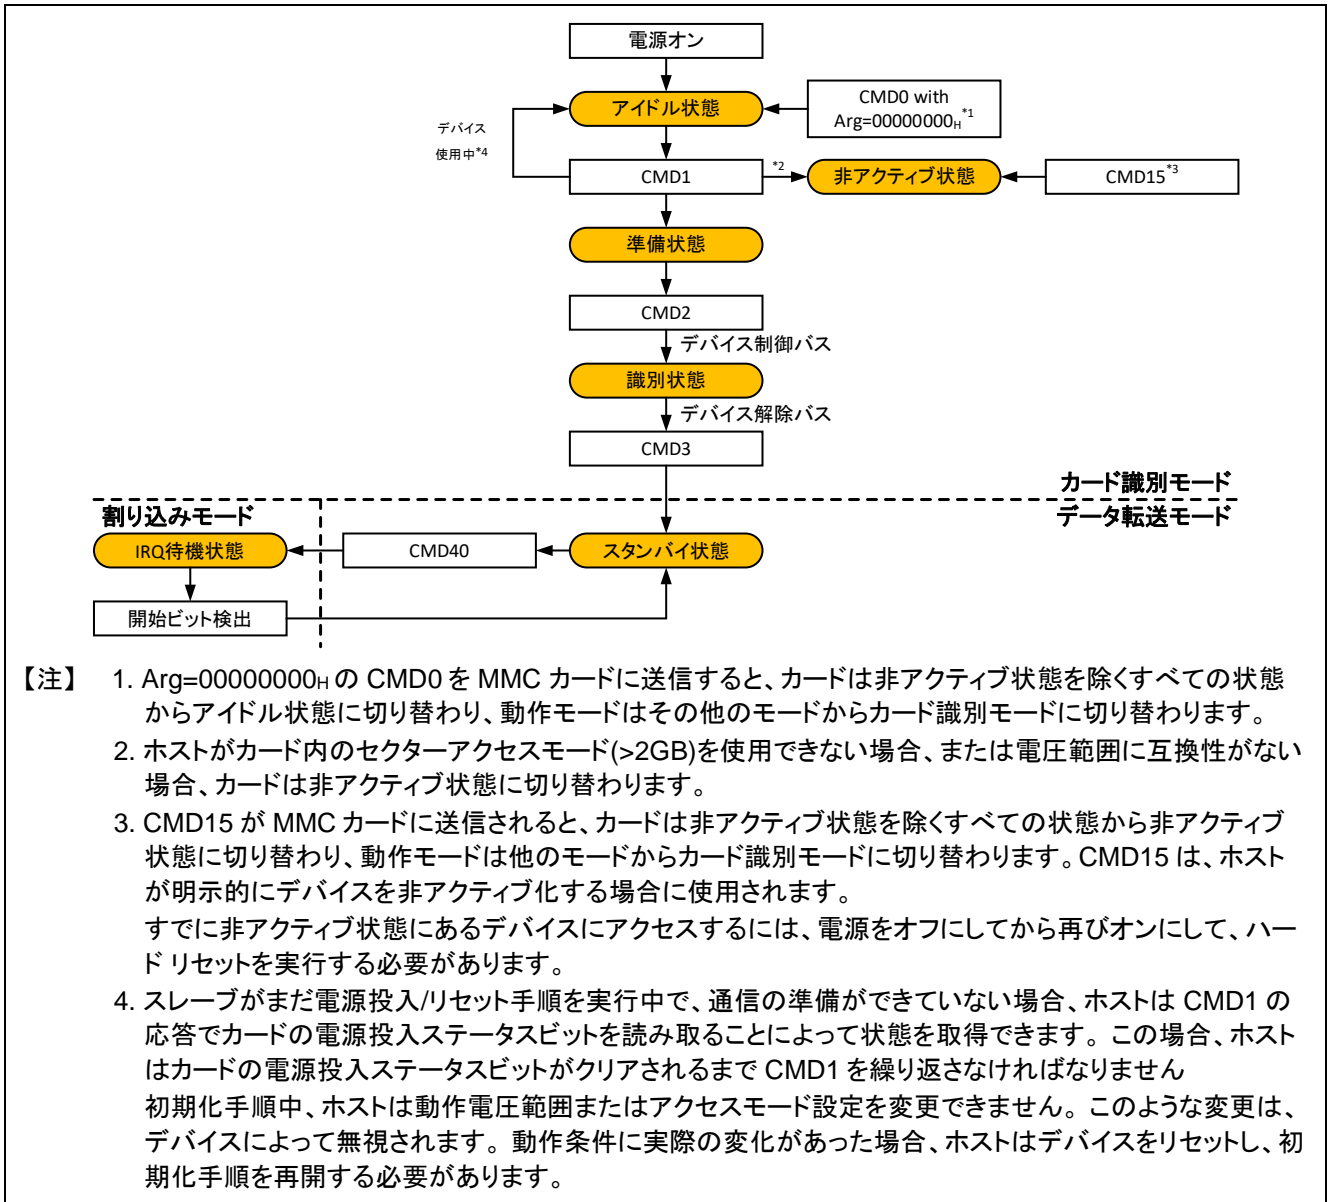 電源オン
アイドル状態
CMD0 with
Arg=00000000H*1
デバイス
使用中*4
CMD1
*2
非アクティブ状態
CMD15*3
準備状態
CMD2
デバイス制御バス
識別状態
デバイス解除バス
CMD3
カード識別モード
割り込みモード
データ転送モード
IRQ待機状態
CMD40
スタンバイ状態
開始ビット検出
【注】 1. Arg=00000000H の CMD0 を MMC カードに送信すると、カードは非アクティブ状態を除くすべての状態
からアイドル状態に切り替わり、動作モードはその他のモードからカード識別モードに切り替わります。
2. ホストがカード内のセクターアクセスモード(>2GB)を使用できない場合、または電圧範囲に互換性がない
場合、カードは非アクティブ状態に切り替わります。
3. CMD15 が MMC カードに送信されると、カードは非アクティブ状態を除くすべての状態から非アクティブ
状態に切り替わり、動作モードは他のモードからカード識別モードに切り替わります。CMD15 は、ホスト
が明示的にデバイスを非アクティブ化する場合に使用されます。
すでに非アクティブ状態にあるデバイスにアクセスするには、電源をオフにしてから再びオンにして、ハー
ド リセットを実行する必要があります。
4. スレーブがまだ電源投入/リセット手順を実行中で、通信の準備ができていない場合、ホストは CMD1 の
応答でカードの電源投入ステータスビットを読み取ることによって状態を取得できます。この場合、ホスト
はカードの電源投入ステータスビットがクリアされるまで CMD1 を繰り返さなければなりません
初期化手順中、ホストは動作電圧範囲またはアクセスモード設定を変更できません。このような変更は、
デバイスによって無視されます。動作条件に実際の変化があった場合、ホストはデバイスをリセットし、初
期化手順を再開する必要があります。